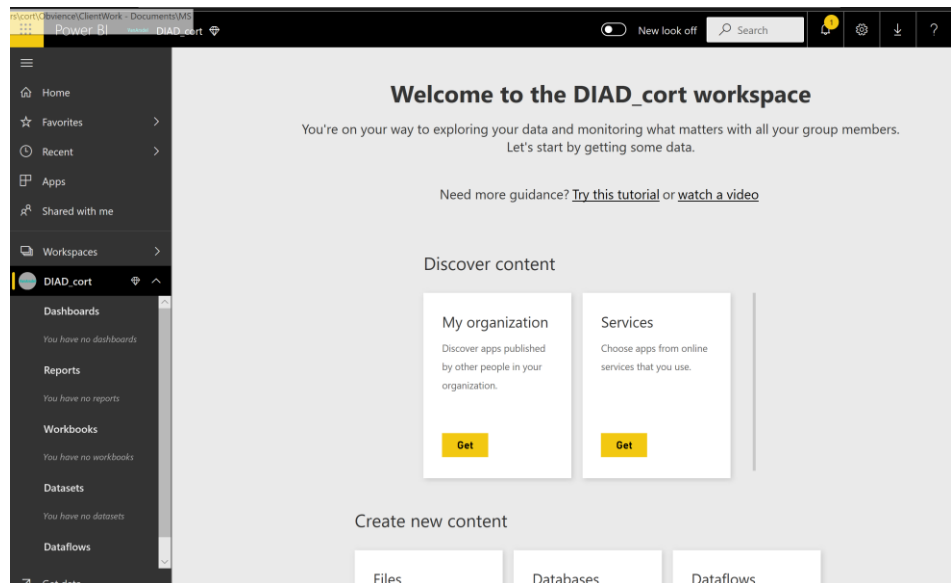 rs\cort\Obvience\ClientWork - Documents\MS
Power BI
DIAD_cort
New look off
Search
1
?
Home
Favorites
Recent
Apps
Shared with me
Workspaces
DIAD_cort
Dashboards
You have no dashboards
Reports
You have no reports
Workbooks
You have no workbooks
Datasets
You have no datasets
Dataflows
Get data
Welcome to the DIAD_cort workspace
You're on your way to exploring your data and monitoring what matters with all your group members.
Let's start by getting some data.
Need more guidance? Try this tutorial or watch a video
Discover content
My organization
Discover apps published
by other people in your
organization.
Get
Services
Choose apps from online
services that you use.
Get
Create new content
Files
Databases
Dataflows